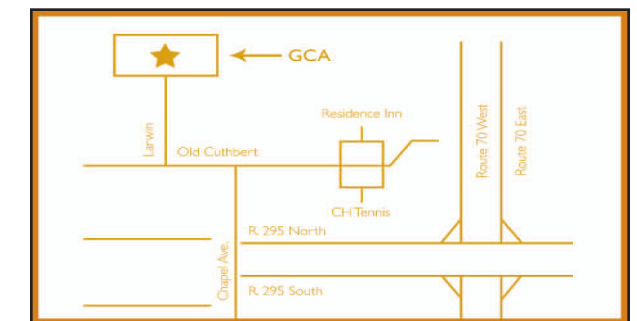 GCA
Residence Inn
Larwin
Old Cuthbert
Route 70 West
Route 70 East
CH Tennis
R. 295 North
Chapel Ave.
R. 295 South